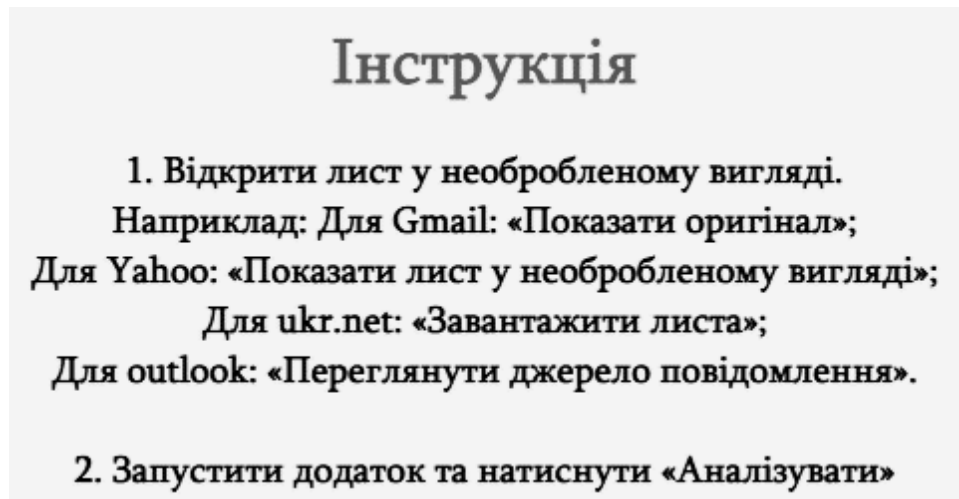 Інструкція
1. Відкрити лист у необробленому вигляді.
Наприклад: Для Gmail: «Показати оригінал»;
Для Yahoo: «Показати лист у необробленому вигляді»;
Для ukr.net: «Завантажити листа»;
Для outlook: «Переглянути джерело повідомлення».
2. Запустити додаток та натиснути «Аналізувати»